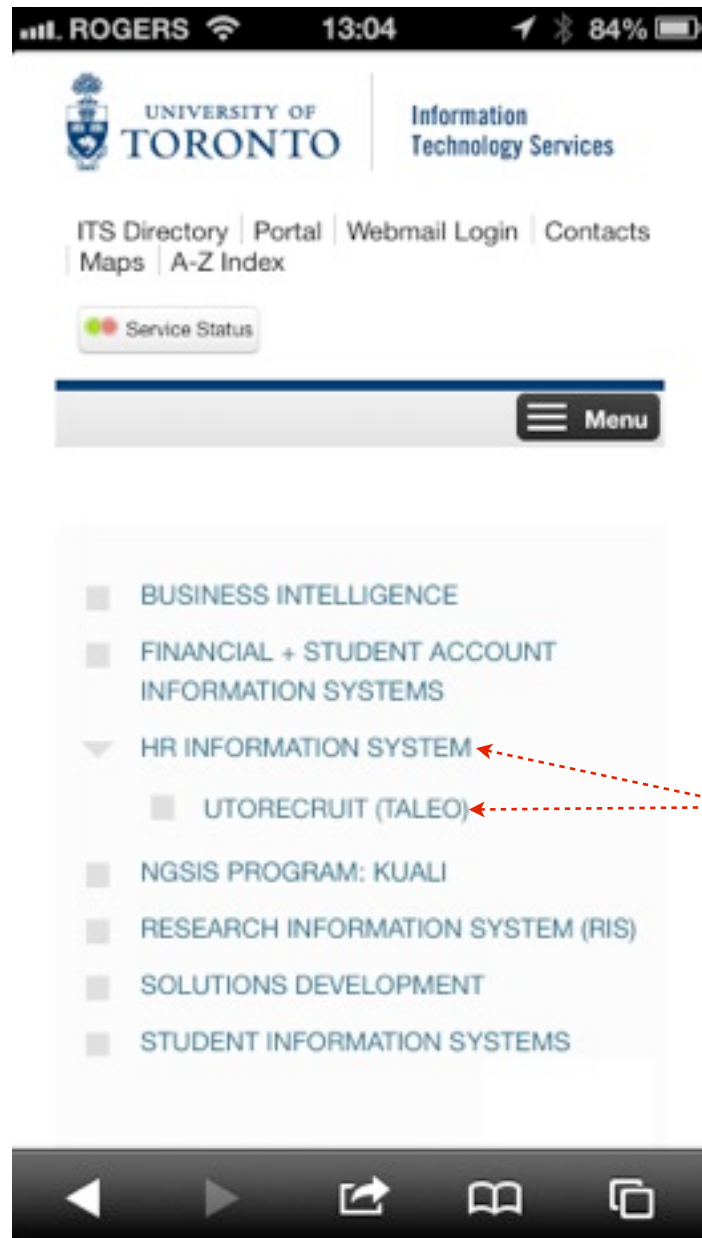 ROGERS 13:04 84%
UNIVERSITY OF
TORONTO
Information
Technology Services
ITS Directory Portal Webmail Login Contacts
Maps A-Z Index
Service Status
Menu
BUSINESS INTELLIGENCE
FINANCIAL + STUDENT ACCOUNT
INFORMATION SYSTEMS
HR INFORMATION SYSTEM
UTORECRUIT (TALEO)
NGSIS PROGRAM: KUALI
RESEARCH INFORMATION SYSTEM (RIS)
SOLUTIONS DEVELOPMENT
STUDENT INFORMATION SYSTEMS